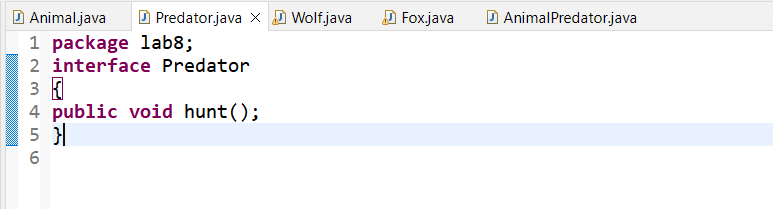 Animal.java Predator.java Wolf.java Fox.java AnimalPredator.java
1 package lab8;
2 interface Predator
3 {
4 public void hunt();
5 }
6